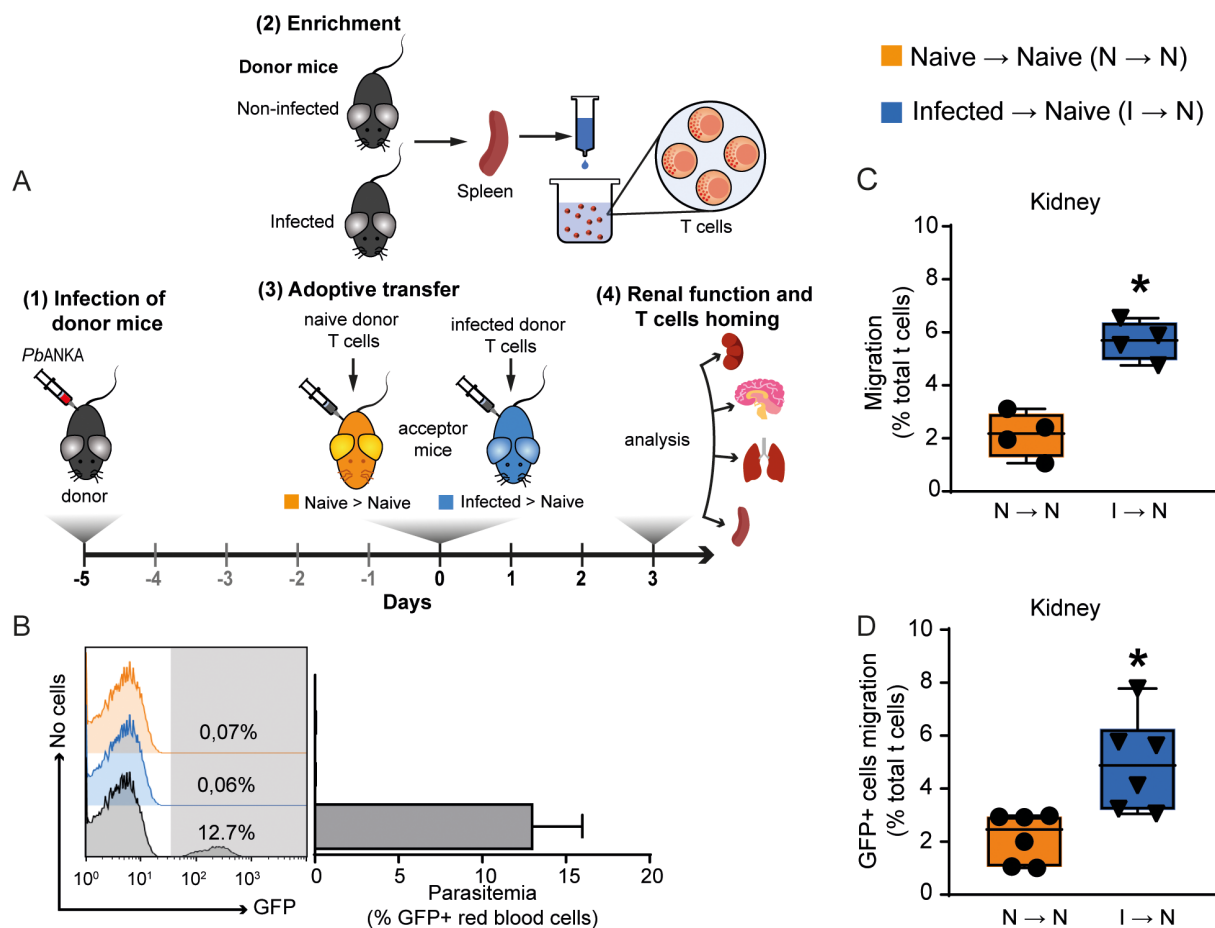 (2) Enrichment
Donor mice
Non-infected
Infected
Spleen
T cells
Naive → Naive (N → N)
Infected → Naive (I → N)
A
(1) Infection of
donor mice
PbANKA
donor
(3) Adoptive transfer
naive donor
T cells
infected donor
T cells
acceptor
mice
Naive > Naive
Infected > Naive
(4) Renal function and
T cells homing
analysis
-5
-4
-3
-2
-1
0
1
2
3
Days
B
No cells
0,07%
0,06%
12.7%
10⁰
10¹
10²
10³
GFP
0
5
10
15
20
Parasitemia
(% GFP+ red blood cells)
C
Kidney
Migration
(% total t cells)
10
8
6
4
2
0
*
N → N
I → N
D
Kidney
GFP+ cells migration
(% total t cells)
10
8
6
4
2
0
*
N → N
I → N